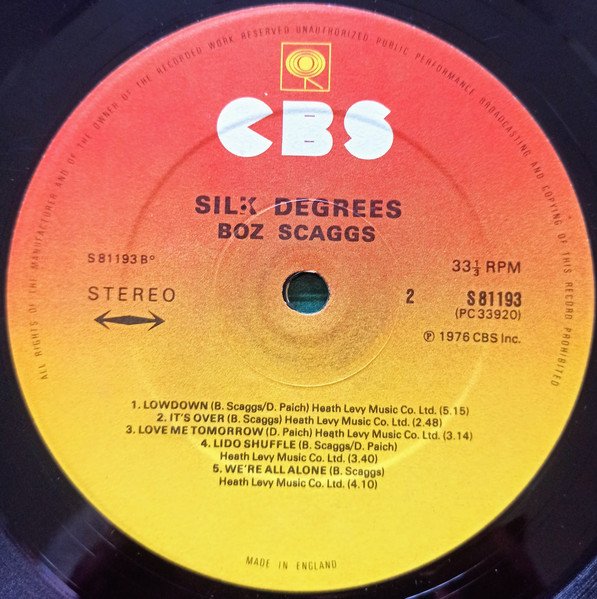 ALL RIGHTS OF THE MANUFACTURER AND OF THE OWNER OF THE RECORDED WORK RESERVED UNAUTHORIZED PUBLIC PERFORMANCE BROADCASTING AND COPYING OF THIS RECORD PROHIBITED
CBS
SILK DEGREES
BOZ SCAGGS
S 81193 B°
33⅓ RPM
STEREO
2
S 81193
(PC 33920)
℗ 1976 CBS Inc.
1. LOWDOWN (B. Scaggs/D. Paich) Heath Levy Music Co. Ltd. (5.15)
2. IT'S OVER (B. Scaggs) Heath Levy Music Co. Ltd. (2.48)
3. LOVE ME TOMORROW (D. Paich) Heath Levy Music Co. Ltd. (3.14)
4. LIDO SHUFFLE (B. Scaggs/D. Paich)
Heath Levy Music Co. Ltd. (3.40)
5. WE'RE ALL ALONE (B. Scaggs)
Heath Levy Music Co. Ltd. (4.10)
MADE IN ENGLAND